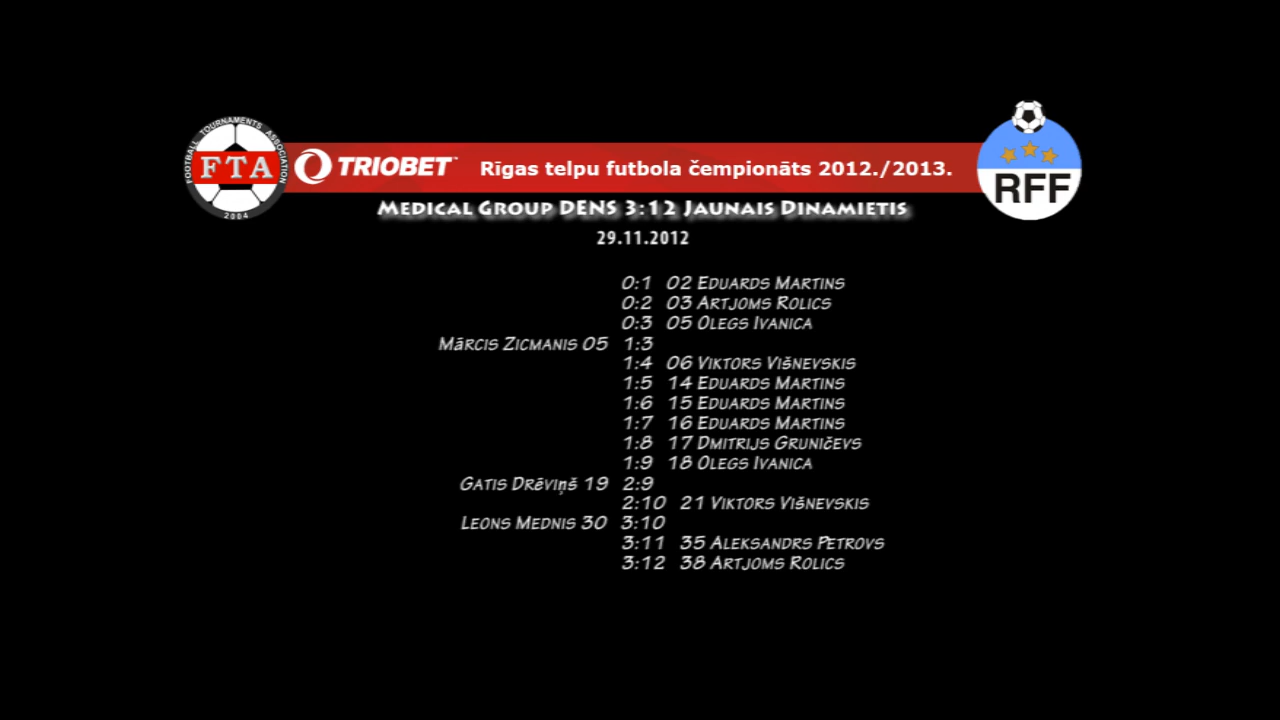 FOOTBALL TOURNAMENTS ASSOCIATION
FTA
2004
TRIOBET™ Rīgas telpu futbola čempionāts 2012./2013.
RFF
Medical Group DENS 3:12 Jaunais Dinamietis
29.11.2012
0:1 02 Eduards Martins
0:2 03 Artjoms Rolics
0:3 05 Olegs Ivanica
Mārcis Zicmanis 05 1:3
1:4 06 Viktors Višnevskis
1:5 14 Eduards Martins
1:6 15 Eduards Martins
1:7 16 Eduards Martins
1:8 17 Dmitrijs Gruničevs
1:9 18 Olegs Ivanica
Gatis Drēviņš 19 2:9
2:10 21 Viktors Višnevskis
Leons Mednis 30 3:10
3:11 35 Aleksandrs Petrovs
3:12 38 Artjoms Rolics